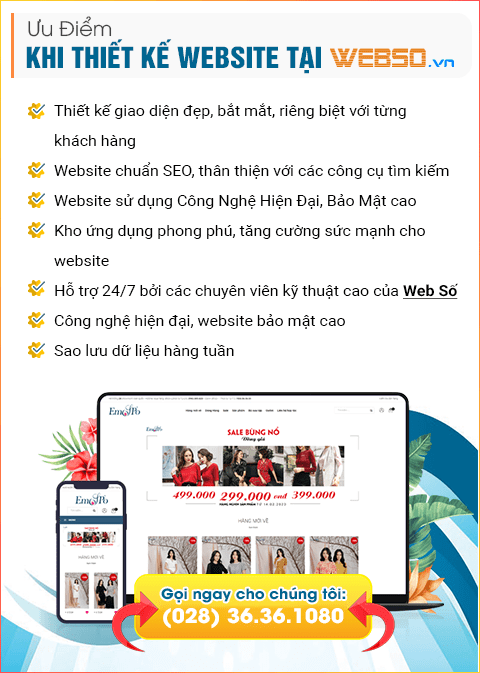 Ưu Điểm
KHI THIẾT KẾ WEBSITE TẠI WEBSO.vn
Thiết kế giao diện đẹp, bắt mắt, riêng biệt với từng
khách hàng
Website chuẩn SEO, thân thiện với các công cụ tìm kiếm
Website sử dụng Công Nghệ Hiện Đại, Bảo Mật cao
Kho ứng dụng phong phú, tăng cường sức mạnh cho
website
Hỗ trợ 24/7 bởi các chuyên viên kỹ thuật cao của Web Số
Công nghệ hiện đại, website bảo mật cao
Sao lưu dữ liệu hàng tuần
SALE BÙNG NỔ
Đồng giá
499.000 299.000 vnđ 399.000
HÀNG MỚI VỀ
Gọi ngay cho chúng tôi:
(028) 36.36.1080